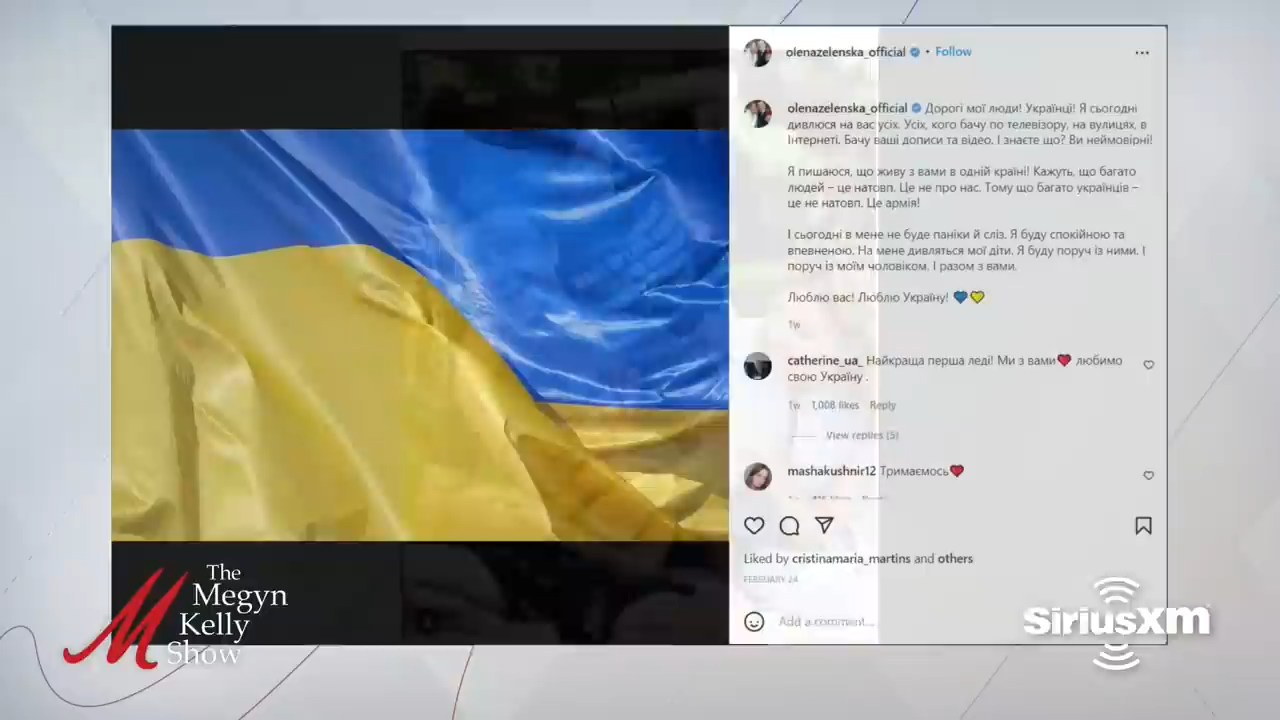 olenazelenska_official • Follow
olenazelenska_official Дорогі мої люди! Українці! Я сьогодні
дивлюся на вас усіх. Усіх, кого бачу по телевізору, на вулицях, в
Інтернеті. Бачу ваші дописи та відео. І знаєте що? Ви неймовірні!
Я пишаюся, що живу з вами в одній країні! Кажуть, що багато
людей – це натовп. Це не про нас. Тому що багато українців –
це не натовп. Це армія!
І сьогодні в мене не буде паніки й сліз. Я буду спокійною та
впевненою. На мене дивляться мої діти. Я буду поруч із ними. І
поруч із моїм чоловіком. І разом з вами.
Люблю вас! Люблю Україну! 💙💛
1w
catherine_ua_ Найкраща перша леді! Ми з вами❤️ любимо
свою Україну .
1w 1,008 likes Reply
View replies (5)
mashakushnir12 Тримаємось❤️
Liked by cristinamaria_martins and others
FEBRUARY 24
Add a comment...
The
Megyn
Kelly
Show
SiriusXM